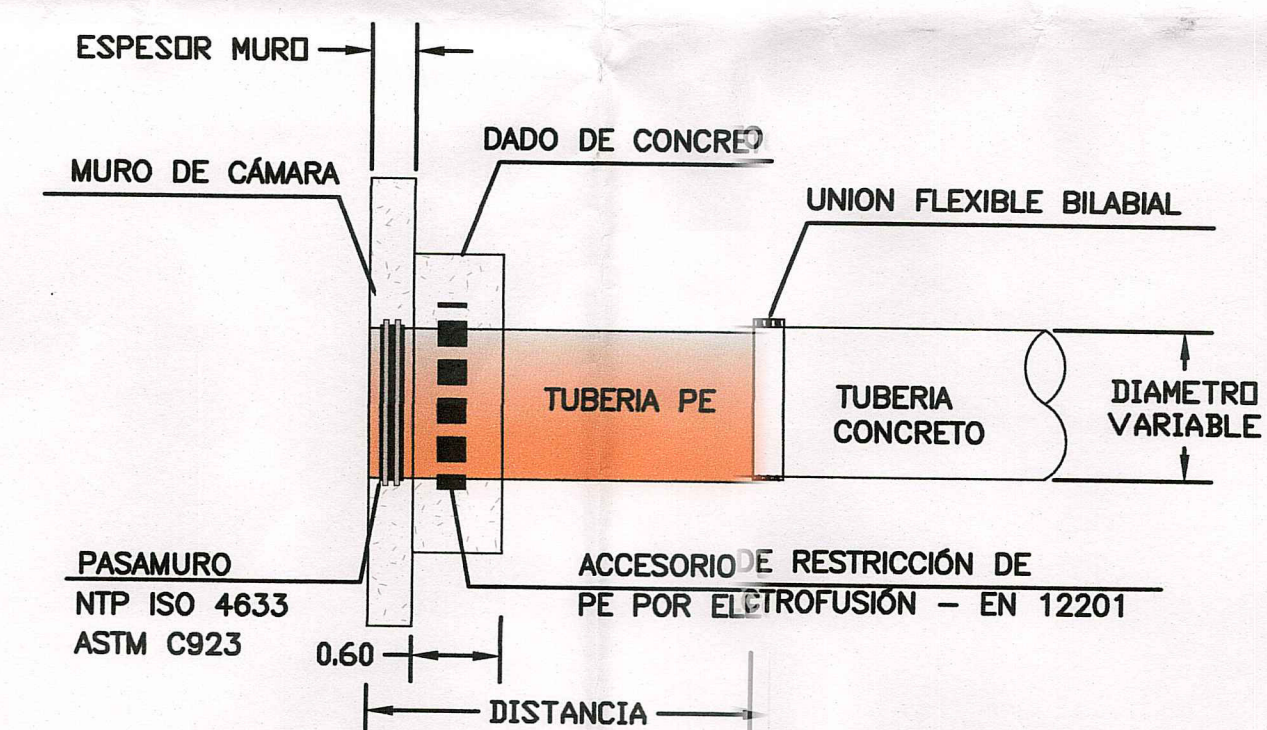 ESPESOR MURO
DADO DE CONCRE
MURO DE CÁMARA
UNION FLEXIBLE BILABIAL
TUBERIA PE
TUBERIA
CONCRETO
DIAMETRO
VARIABLE
PASAMURO
NTP ISO 4633
ASTM C923
ACCESORIO DE RESTRICCIÓN DE
PE POR ELECTROFUSIÓN - EN 12201
0.60
DISTANCIA